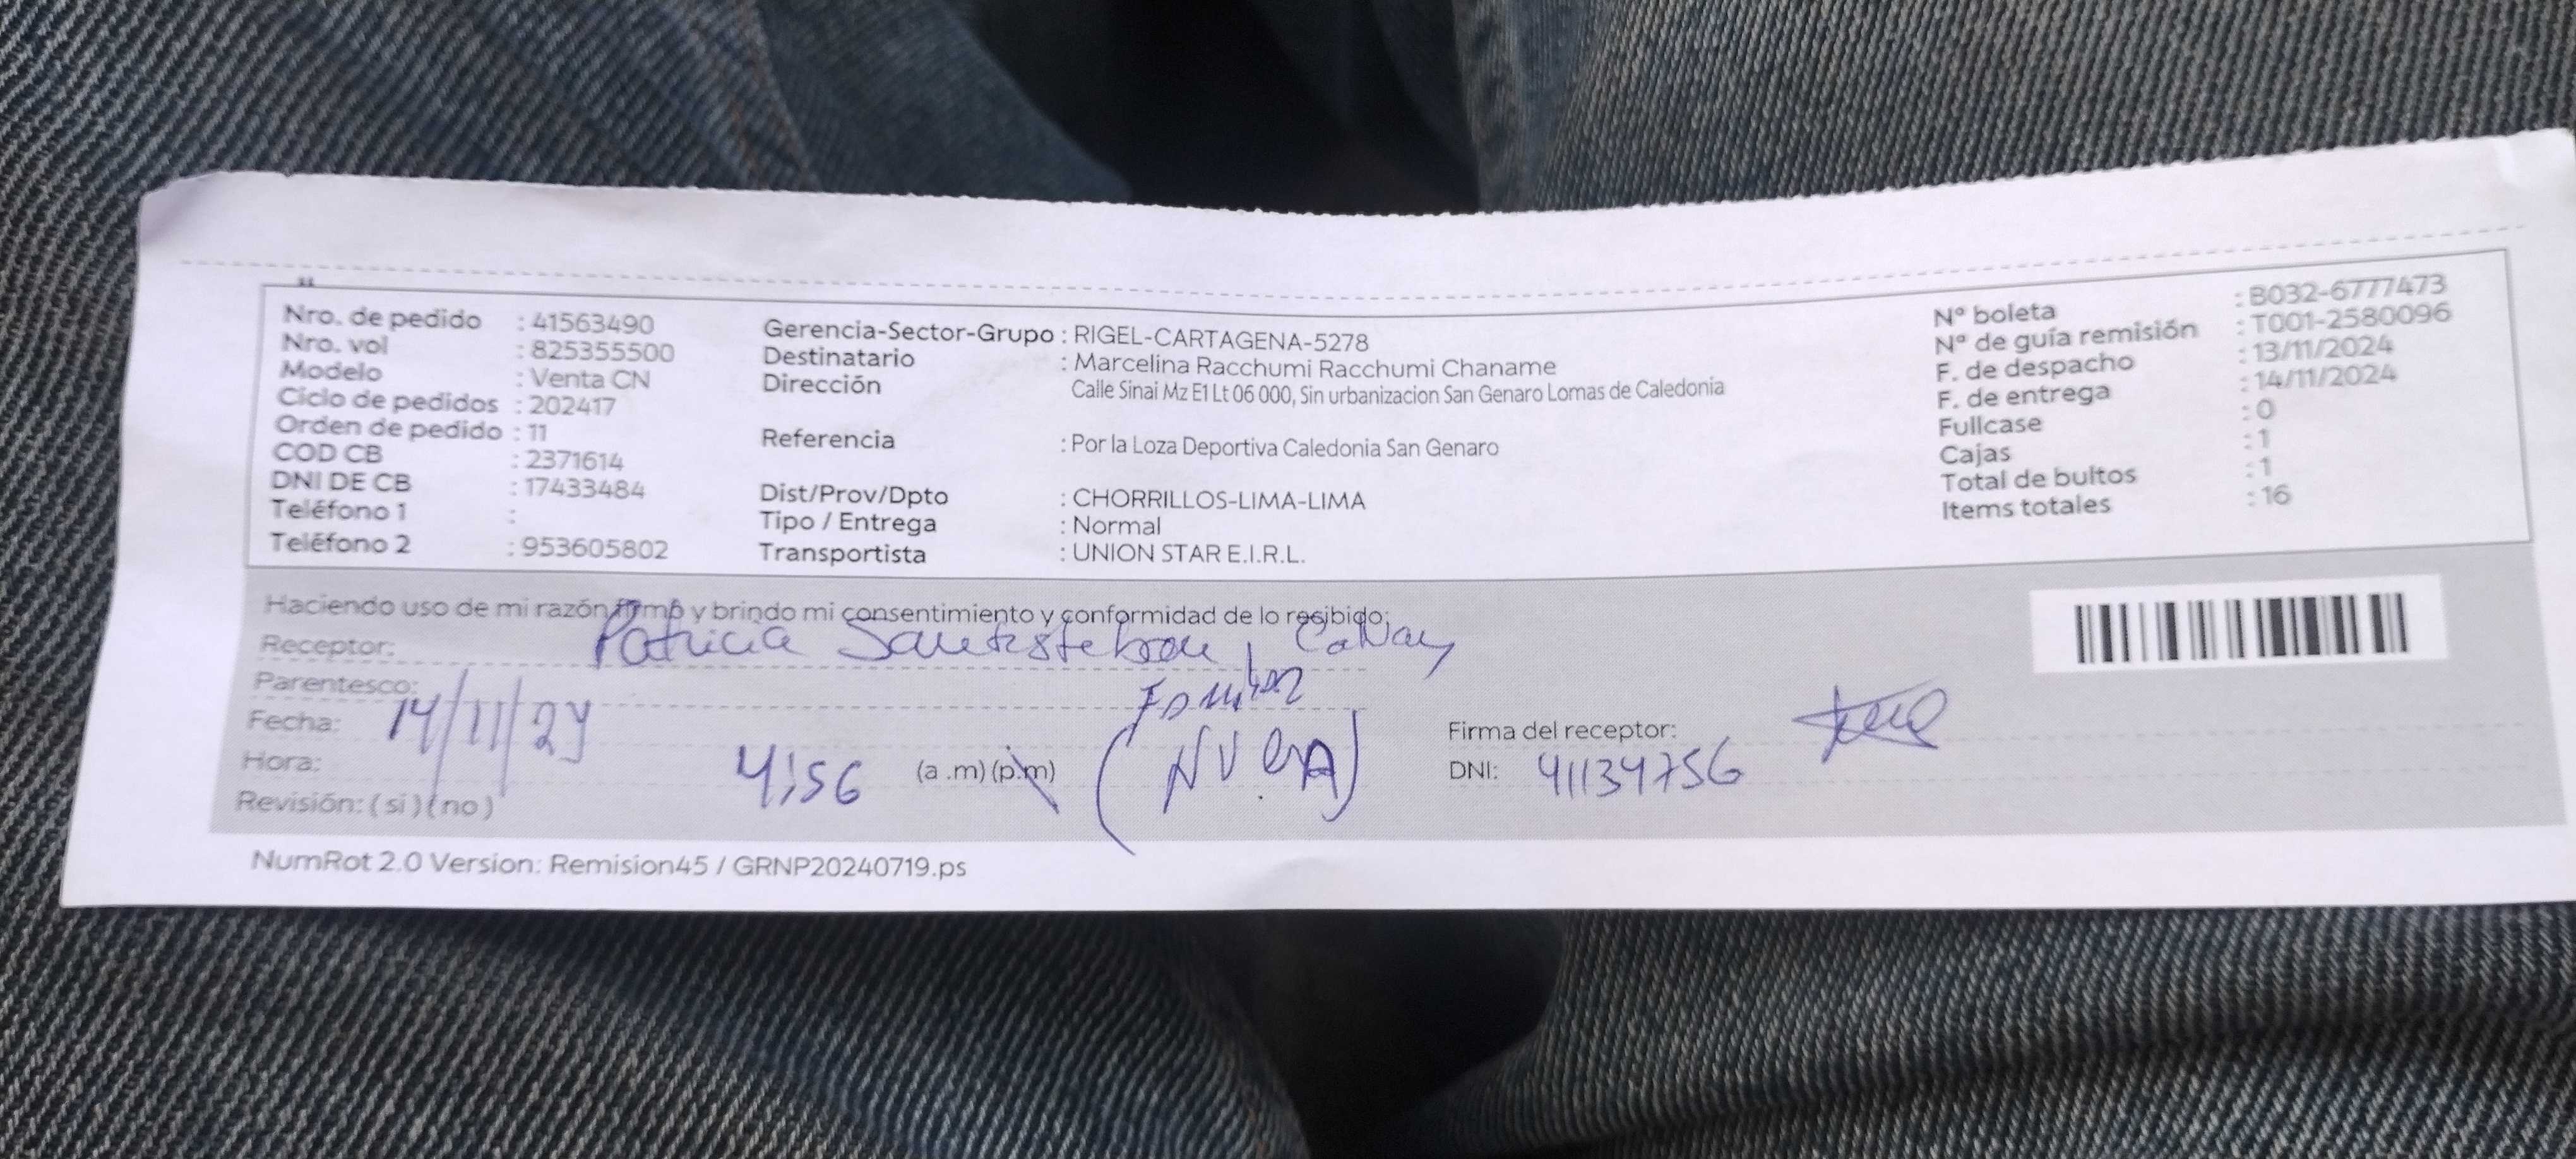 Nro. de pedido : 41563490
Nro. vol : 825355500
Modelo : Venta CN
Ciclo de pedidos : 202417
Orden de pedido : 11
COD CB : 2371614
DNI DE CB : 17433484
Teléfono 1 :
Teléfono 2 : 953605802
Gerencia-Sector-Grupo : RIGEL-CARTAGENA-5278
Destinatario : Marcelina Racchumi Racchumi Chaname
Dirección Calle Sinai Mz E1 Lt 06 000, Sin urbanizacion San Genaro Lomas de Caledonia
Referencia : Por la Loza Deportiva Caledonia San Genaro
Dist/Prov/Dpto : CHORRILLOS-LIMA-LIMA
Tipo / Entrega : Normal
Transportista : UNION STAR E.I.R.L.
N° boleta : B032-6777473
N° de guía remisión : T001-2580096
F. de despacho : 13/11/2024
F. de entrega : 14/11/2024
Fullcase : 0
Cajas : 1
Total de bultos : 1
Items totales : 16
Haciendo uso de mi razón firmo y brindo mi consentimiento y conformidad de lo recibido:
Receptor: Patricia Santisteban
Parentesco: Familiar
Fecha: 14/11/24
(NUERA)
Hora: 4:56 (a .m) (p.m)
Revisión: ( si ) ( no )
Firma del receptor:
DNI: 41134756
NumRot 2.0 Version: Remision45 / GRNP20240719.ps